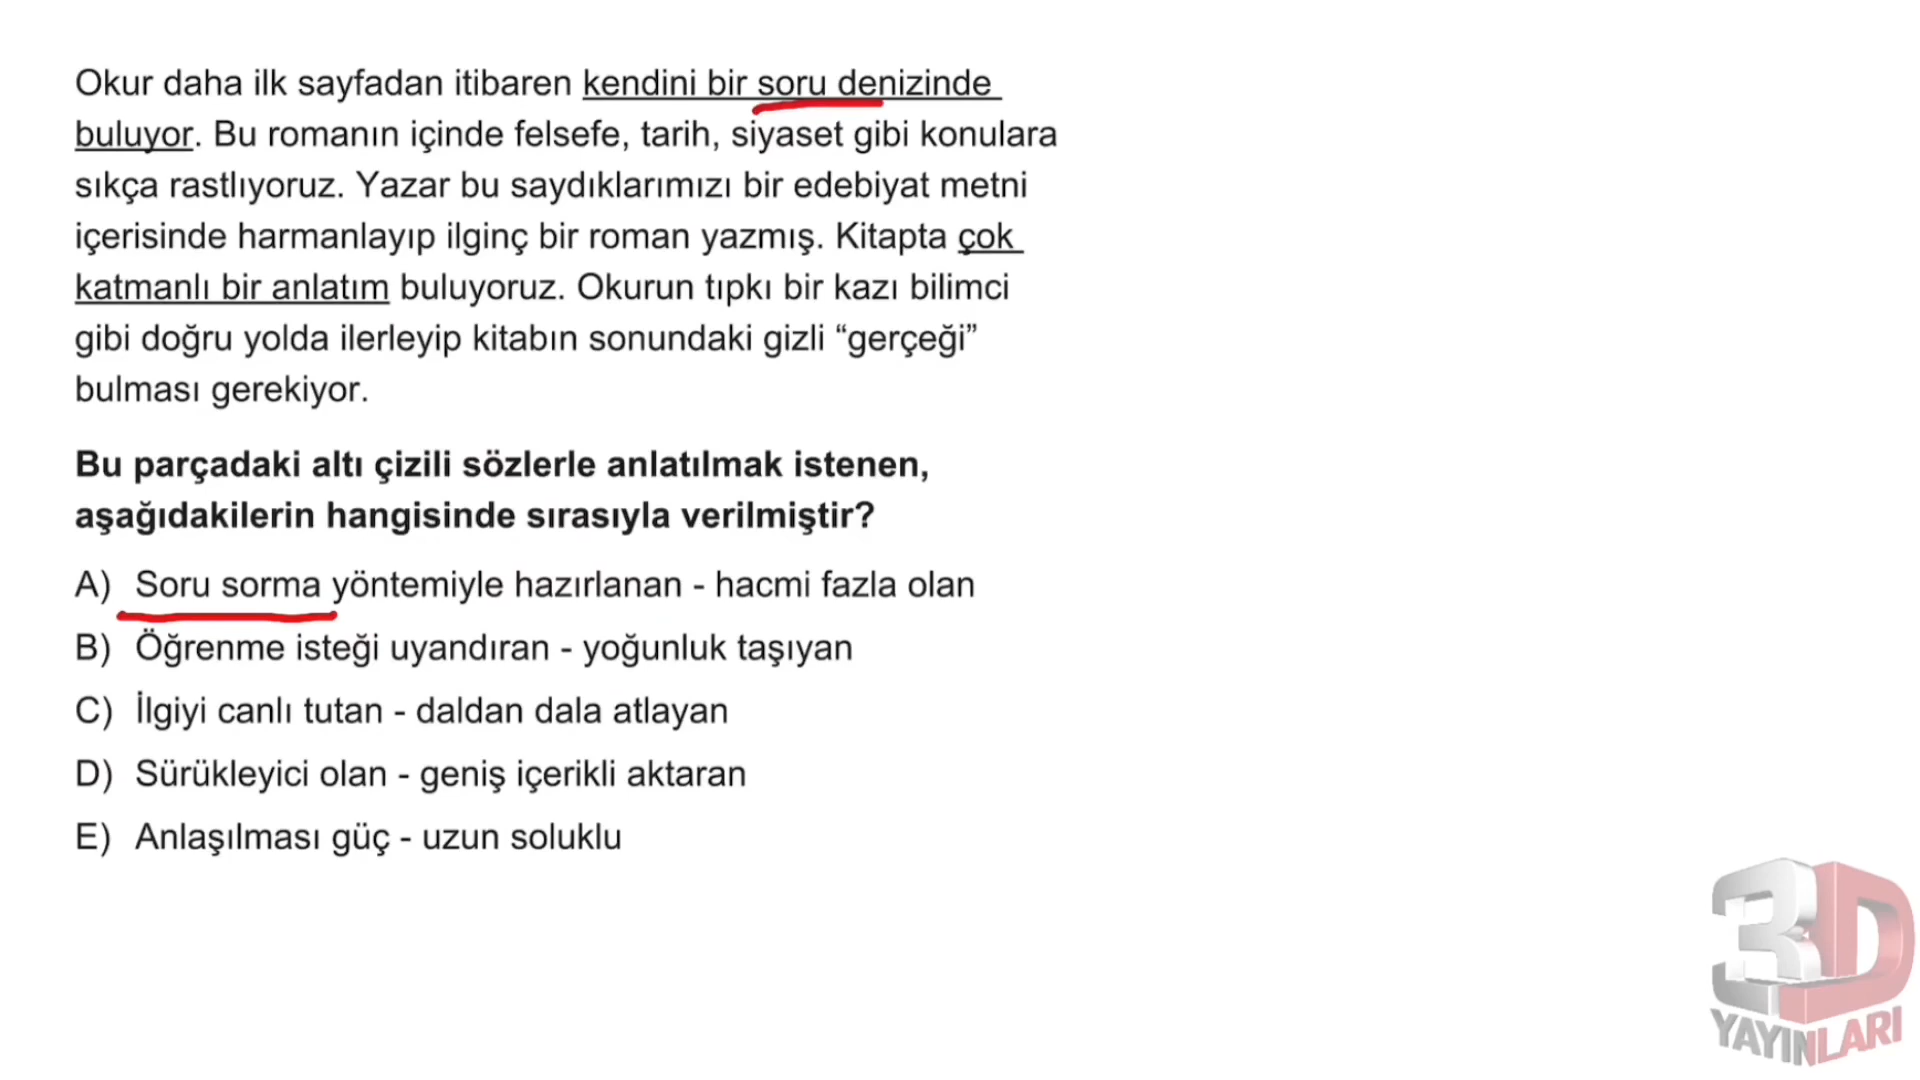 Okur daha ilk sayfadan itibaren kendini bir soru denizinde
buluyor. Bu romanın içinde felsefe, tarih, siyaset gibi konulara
sıkça rastlıyoruz. Yazar bu saydıklarımızı bir edebiyat metni
içerisinde harmanlayıp ilginç bir roman yazmış. Kitapta çok
katmanlı bir anlatım buluyoruz. Okurun tıpkı bir kazı bilimci
gibi doğru yolda ilerleyip kitabın sonundaki gizli “gerçeği”
bulması gerekiyor.
Bu parçadaki altı çizili sözlerle anlatılmak istenen,
aşağıdakilerin hangisinde sırasıyla verilmiştir?
A) Soru sorma yöntemiyle hazırlanan - hacmi fazla olan
B) Öğrenme isteği uyandıran - yoğunluk taşıyan
C) İlgiyi canlı tutan - daldan dala atlayan
D) Sürükleyici olan - geniş içerikli aktaran
E) Anlaşılması güç - uzun soluklu
3D
YAYINLARI